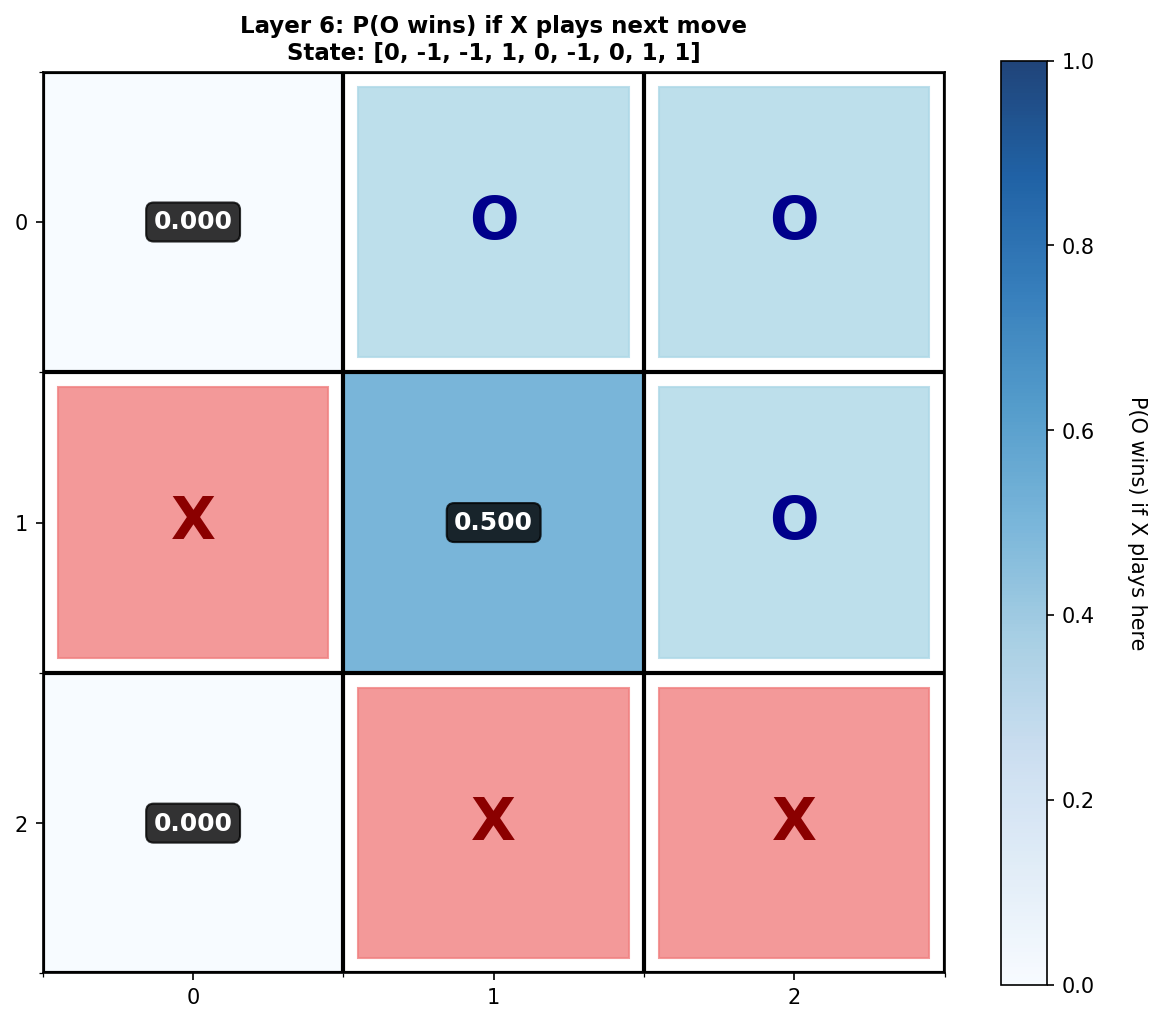 Layer 6: P(O wins) if X plays next move
State: [0, -1, -1, 1, 0, -1, 0, 1, 1]
0
0.000
O
O
1
X
0.500
O
2
0.000
X
X
0
1
2
1.0
0.8
0.6
0.4
0.2
0.0
P(O wins) if X plays here